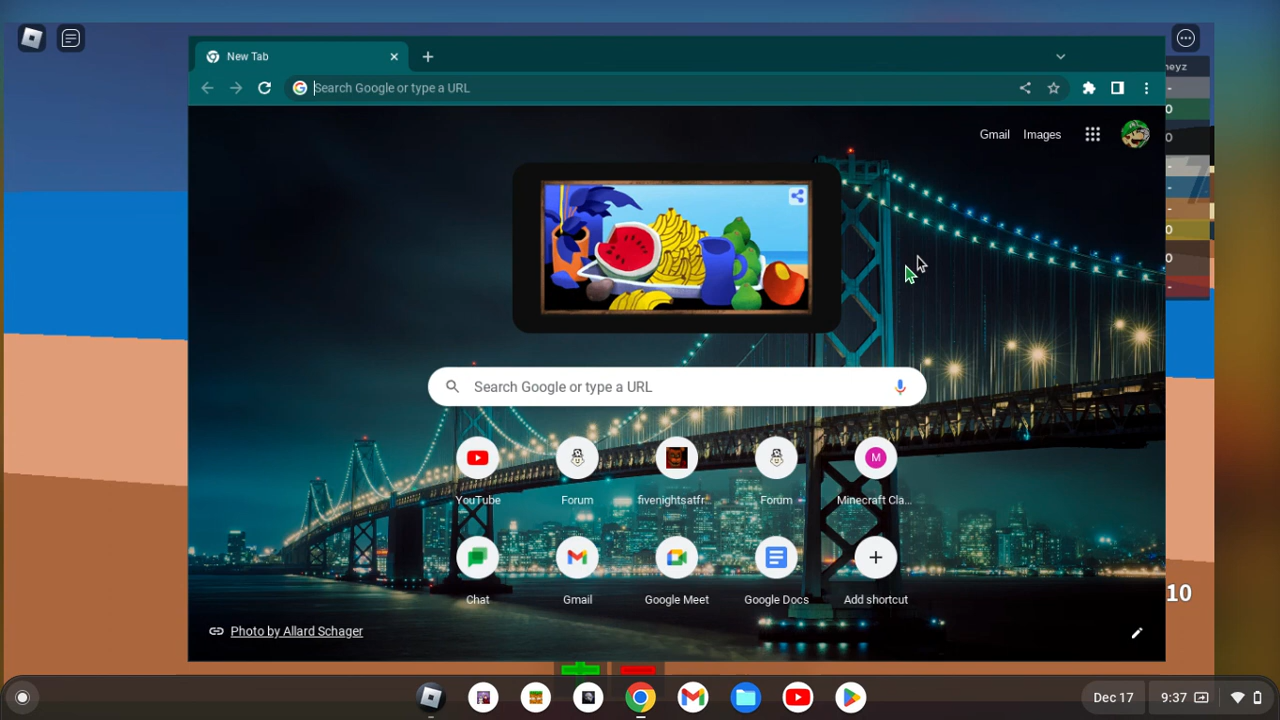 New Tab
Search Google or type a URL
Gmail Images
Search Google or type a URL
YouTube
Forum
fivenightsatfr...
Forum
Minecraft Cla...
M
Chat
Gmail
Google Meet
Google Docs
Add shortcut
Photo by Allard Schager
10
Dec 17
9:37